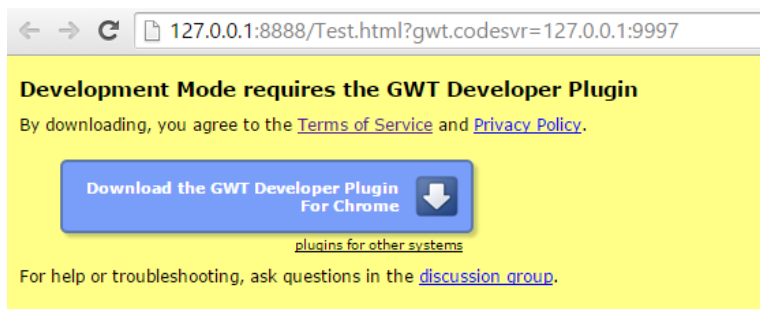 127.0.0.1:8888/Test.html?gwt.codesvr=127.0.0.1:9997
Development Mode requires the GWT Developer Plugin
By downloading, you agree to the Terms of Service and Privacy Policy.
Download the GWT Developer Plugin
For Chrome
plugins for other systems
For help or troubleshooting, ask questions in the discussion group.